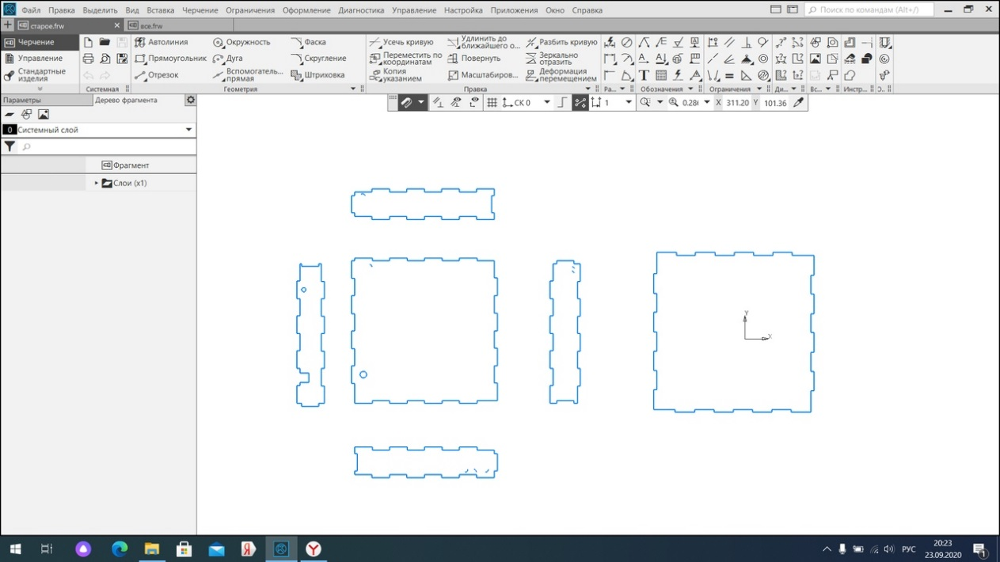 Файл Правка Выделить Вид Вставка Черчение Ограничения Оформление Диагностика Управление Настройка Приложения Окно Справка Поиск по командам (Alt+/)
старое.frw все.frw
Черчение Автолиния Окружность Фаска Усечь кривую Удлинить до ближайшего о... Разбить кривую
Управление Прямоугольник Дуга Скругление Переместить по координатам Повернуть Зеркально отразить
Стандартные изделия Отрезок Вспомогатель... прямая Штриховка Копия указанием Масштабиров... Деформация перемещением
Системная Геометрия Правка Ра... Обозначения Ограничения Ди... Вс... Инстр...
Параметры Дерево фрагмента
СК 0 1 0.28 X 311.20 Y 101.36
0 Системный слой
Фрагмент
Слои (x1)
Y
X
20:23
РУС
23.09.2020
1